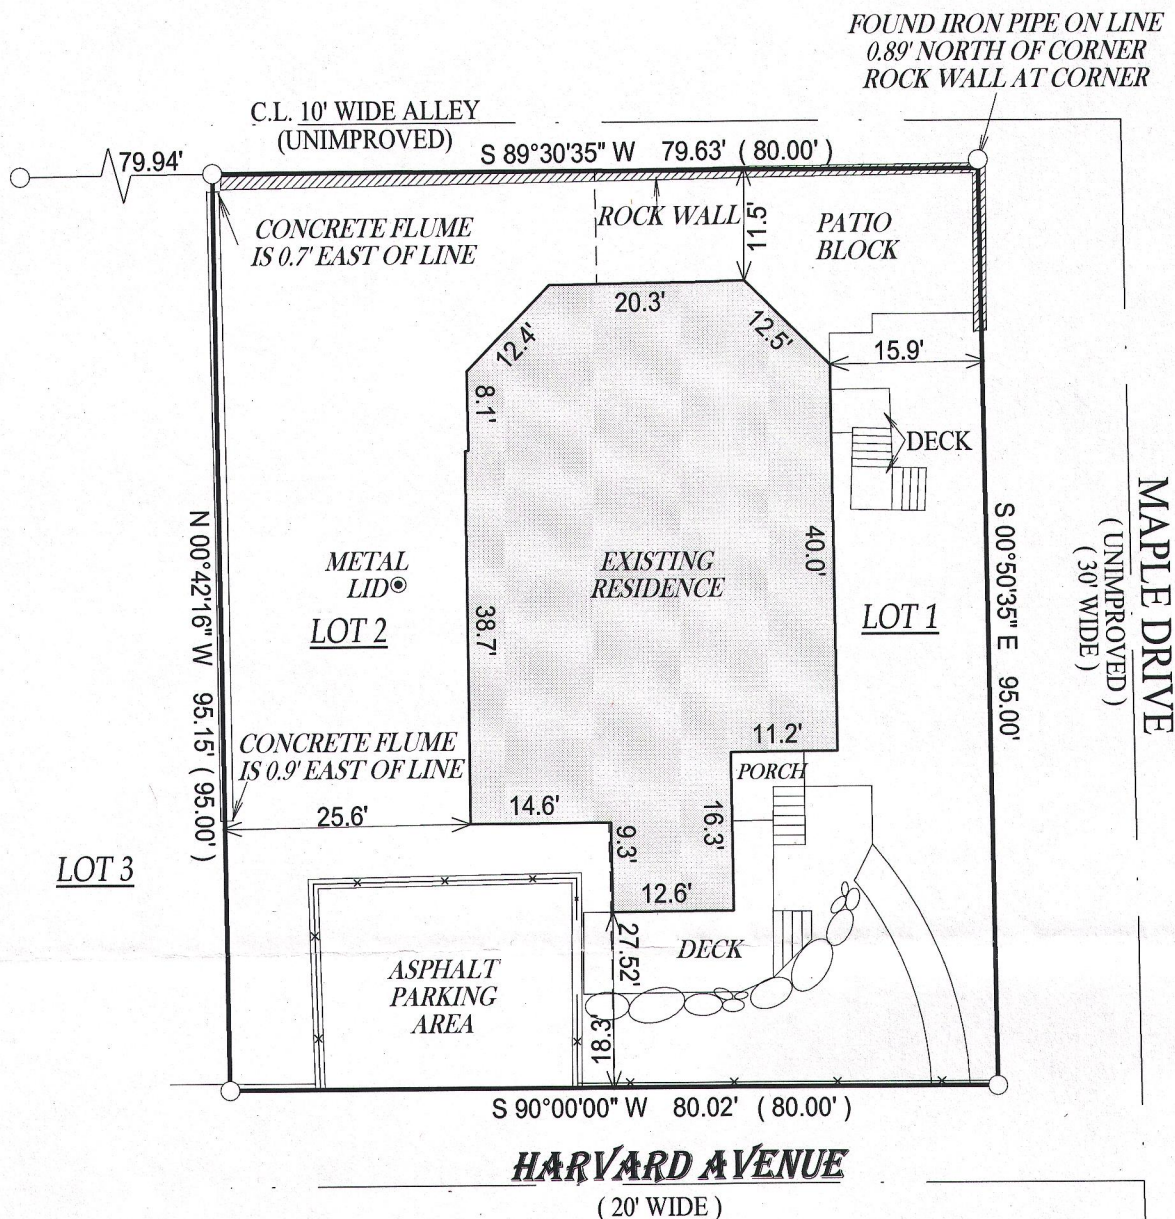 FOUND IRON PIPE ON LINE
0.89' NORTH OF CORNER
ROCK WALL AT CORNER
C.L. 10' WIDE ALLEY
(UNIMPROVED)
79.94'
S 89°30'35" W 79.63' ( 80.00' )
CONCRETE FLUME
IS 0.7' EAST OF LINE
ROCK WALL
11.5'
PATIO
BLOCK
20.3'
12.4'
12.5'
15.9'
8.1'
DECK
N 00°42'16" W 95.15' ( 95.00' )
METAL
LID
LOT 2
38.7'
EXISTING
RESIDENCE
40.0'
LOT 1
S 00°50'35" E 95.00'
MAPLE DRIVE
( UNIMPROVED )
( 30' WIDE )
CONCRETE FLUME
IS 0.9' EAST OF LINE
11.2'
PORCH
25.6'
14.6'
9.3'
16.3'
LOT 3
12.6'
27.52'
DECK
ASPHALT
PARKING
AREA
18.3'
S 90°00'00" W 80.02' ( 80.00' )
HARVARD AVENUE
( 20' WIDE )